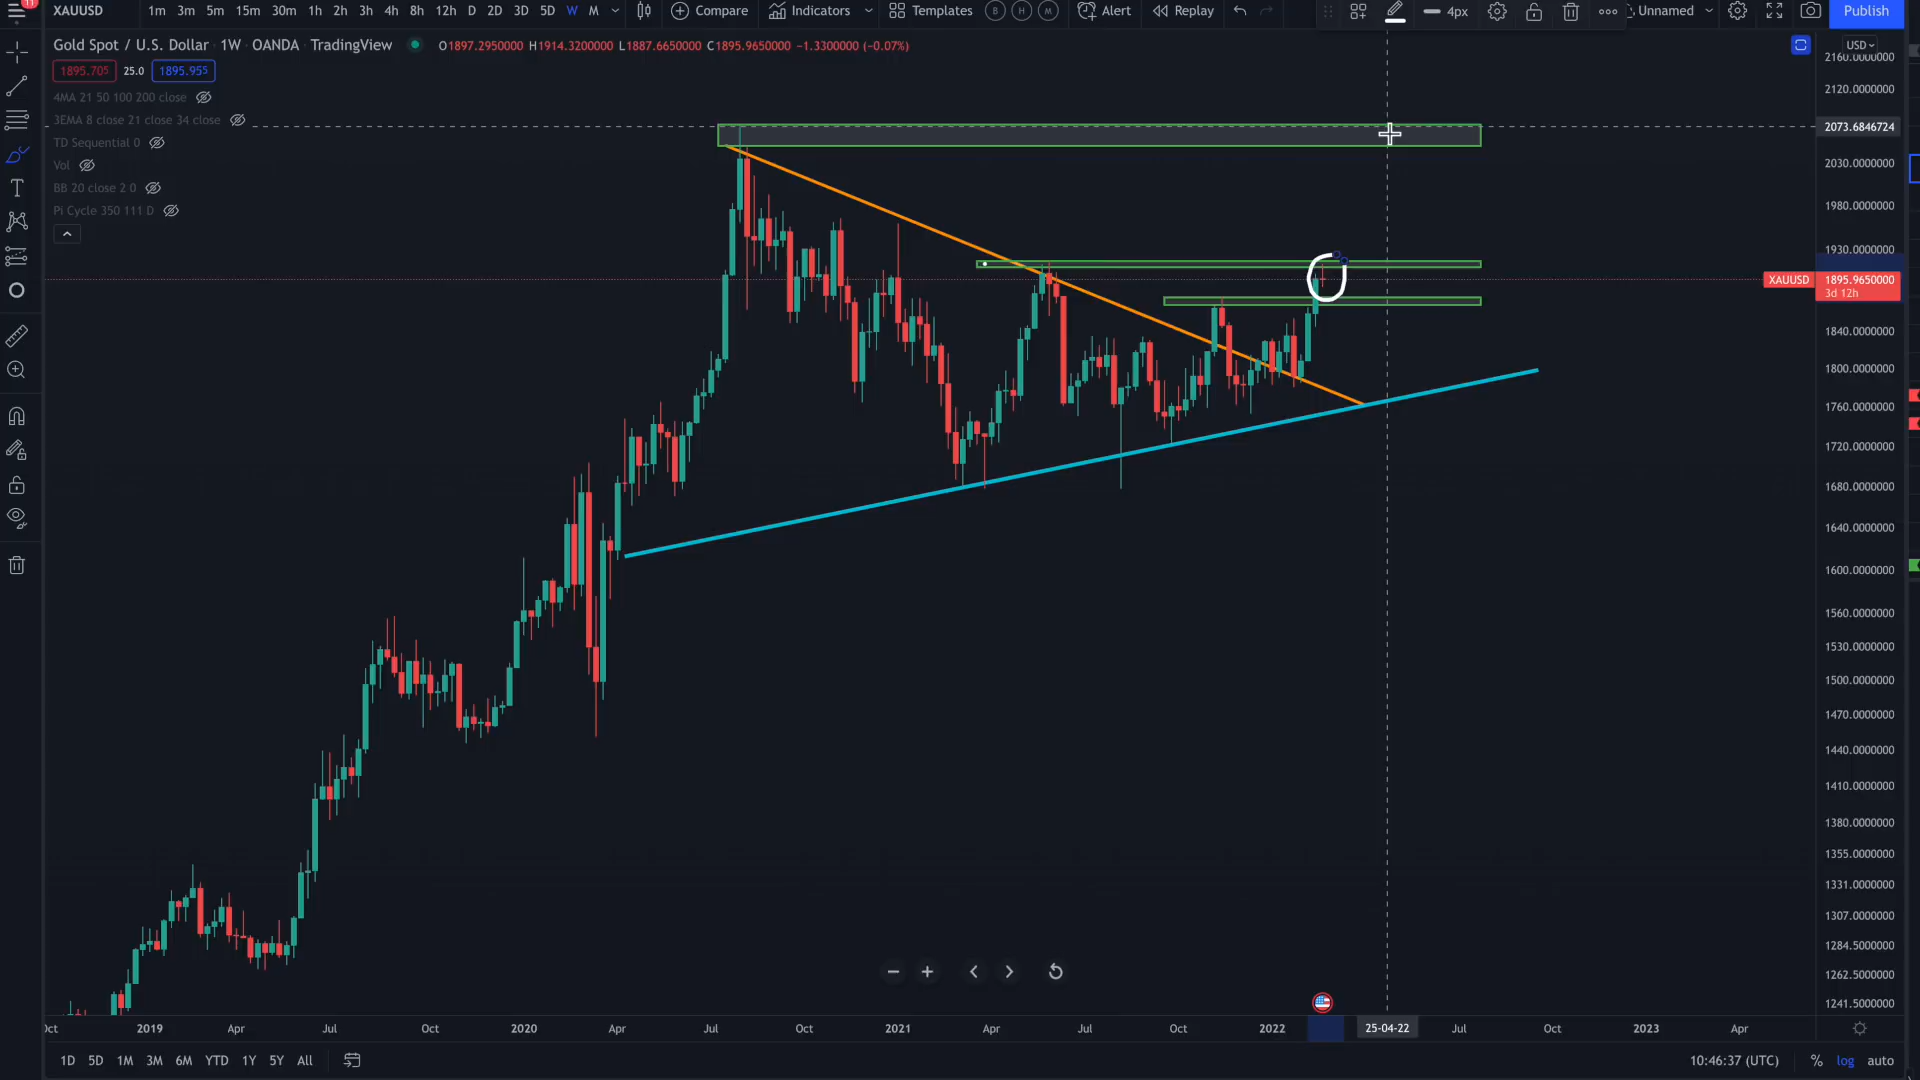 11
XAUUSD 1m 3m 5m 15m 30m 1h 2h 3h 4h 8h 12h D 2D 3D 5D W M Compare Indicators Templates B H M Alert Replay 4px Unnamed Publish
Gold Spot / U.S. Dollar 1W OANDA TradingView O1897.2950000 H1914.3200000 L1887.6650000 C1895.9650000 −1.3300000 (−0.07%)
USD
1895.705 25.0 1895.955
4MA 21 50 100 200 close
3EMA 8 close 21 close 34 close
TD Sequential 0
Vol
BB 20 close 2 0
Pi Cycle 350 111 D
2160.0000000
2120.0000000
2073.6846724
2030.0000000
1980.0000000
1930.0000000
XAUUSD 1895.9650000
3d 12h
1840.0000000
1800.0000000
1760.0000000
1720.0000000
1680.0000000
1640.0000000
1600.0000000
1560.0000000
1530.0000000
1500.0000000
1470.0000000
1440.0000000
1410.0000000
1380.0000000
1355.0000000
1331.0000000
1307.0000000
1284.5000000
1262.5000000
1241.5000000
2019 Apr Jul Oct 2020 Apr Jul Oct 2021 Apr Jul Oct 2022 25-04-22 Jul Oct 2023 Apr
1D 5D 1M 3M 6M YTD 1Y 5Y All 10:46:37 (UTC) % log auto